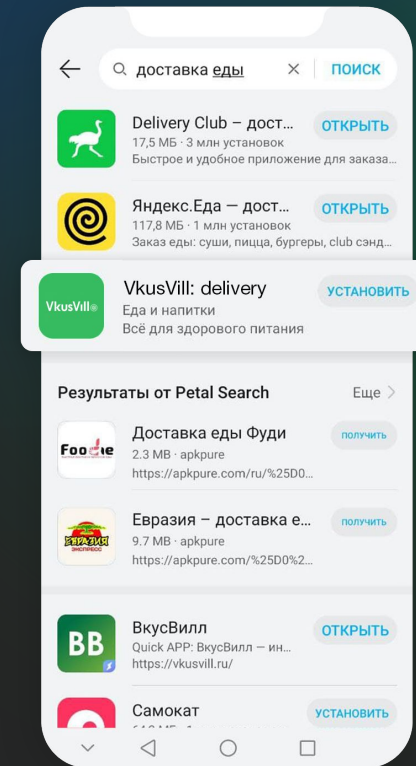 доставка еды
ПОИСК
Delivery Club – дост...
17,5 МБ · 3 млн установок
Быстрое и удобное приложение для заказа...
ОТКРЫТЬ
Яндекс.Еда — дост...
117,8 МБ · 1 млн установок
Заказ еды: суши, пицца, бургеры, club сэнд...
ОТКРЫТЬ
VkusVill
VkusVill: delivery
Еда и напитки
Всё для здорового питания
УСТАНОВИТЬ
Результаты от Petal Search
Еще
Foodie
Доставка еды Фуди
2.3 MB · apkpure
https://apkpure.com/ru/%25D0...
ПОЛУЧИТЬ
ЕВРАЗИЯ
ЭКСПРЕСС
Евразия – доставка е...
9.7 MB · apkpure
https://apkpure.com/%25D0%2...
ПОЛУЧИТЬ
ВВ
ВкусВилл
Quick APP: ВкусВилл — ин...
https://vkusvill.ru/
ОТКРЫТЬ
Самокат
УСТАНОВИТЬ